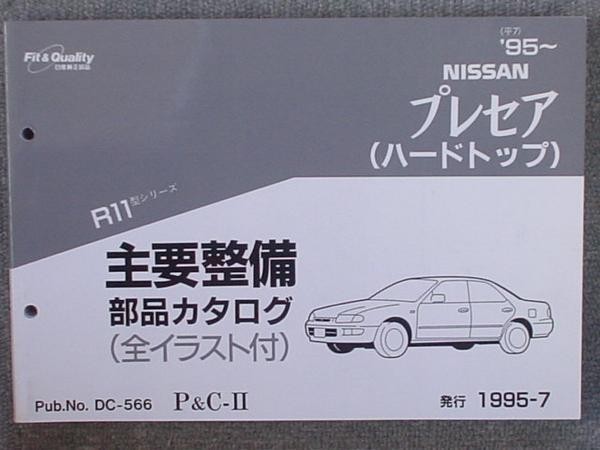 Fit & Quality
日産純正部品
(平7)
'95～
NISSAN
プレセア
(ハードトップ)
R11型シリーズ
主要整備
部品カタログ
(全イラスト付)
Pub.No. DC-566 P&C-II
発行 1995-7